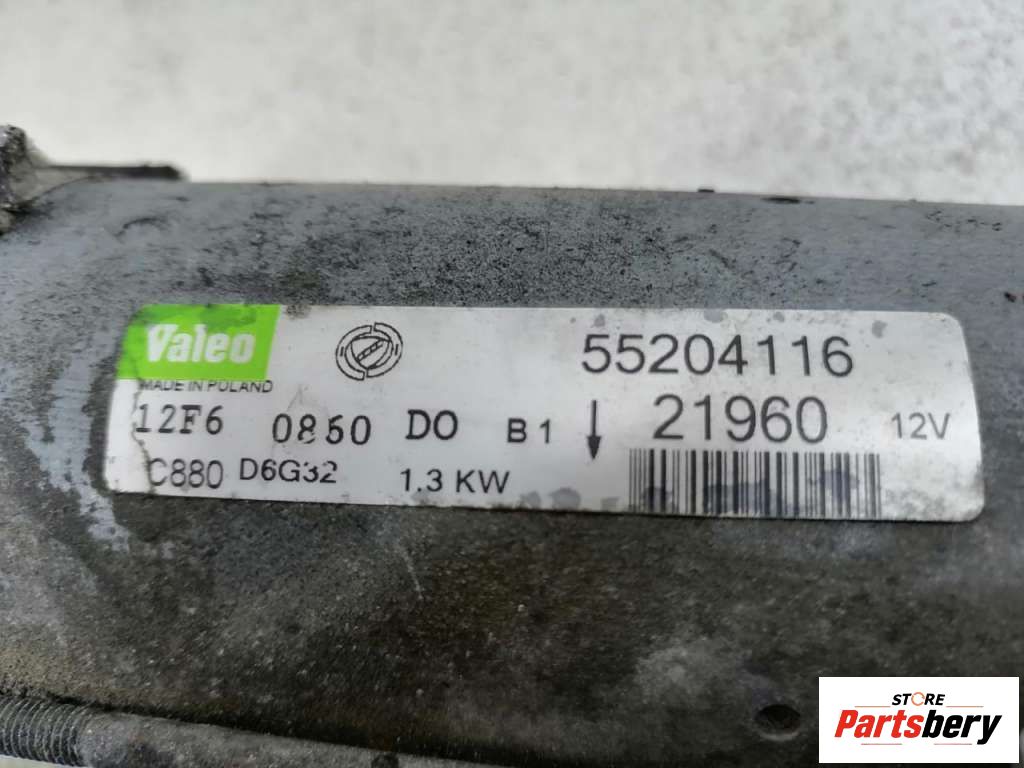 Valeo
MADE IN POLAND
55204116
12F6 0850 DO B1 21960 12V
C880 D6G32 1.3 KW
STORE
Partsbery